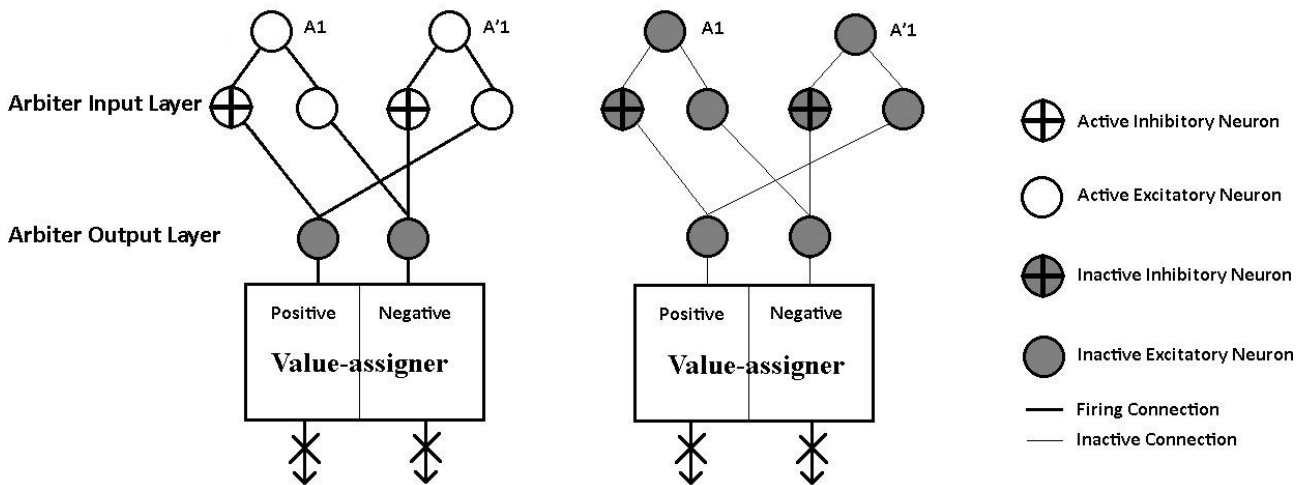 A1
A'1
A1
A'1
Arbiter Input Layer
Active Inhibitory Neuron
Active Excitatory Neuron
Arbiter Output Layer
Inactive Inhibitory Neuron
Positive
Negative
Value-assigner
Positive
Negative
Value-assigner
Inactive Excitatory Neuron
Firing Connection
Inactive Connection